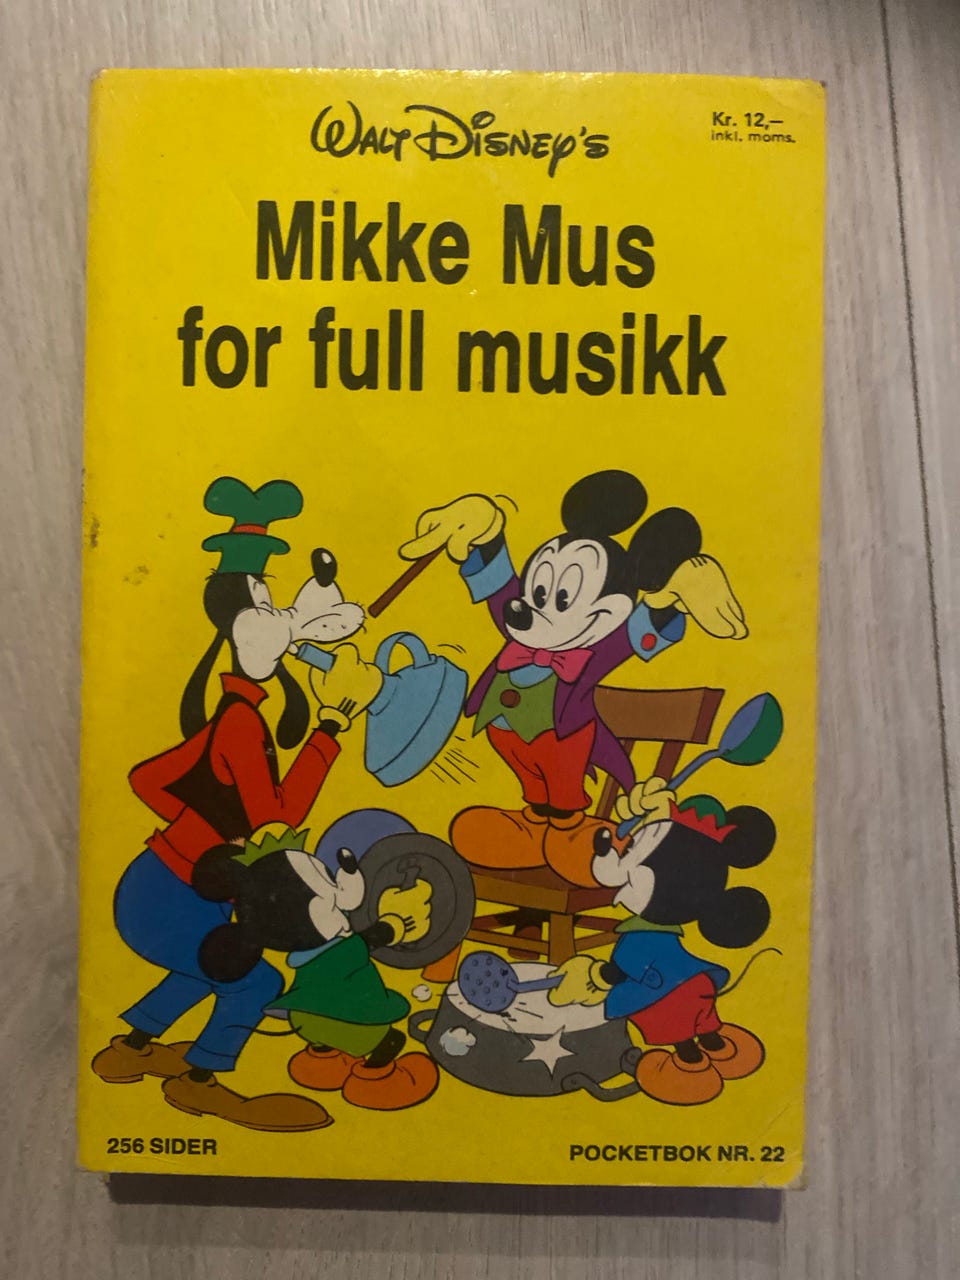 Walt Disney's
Kr. 12,–
inkl. moms.
Mikke Mus
for full musikk
256 SIDER
POCKETBOK NR. 22